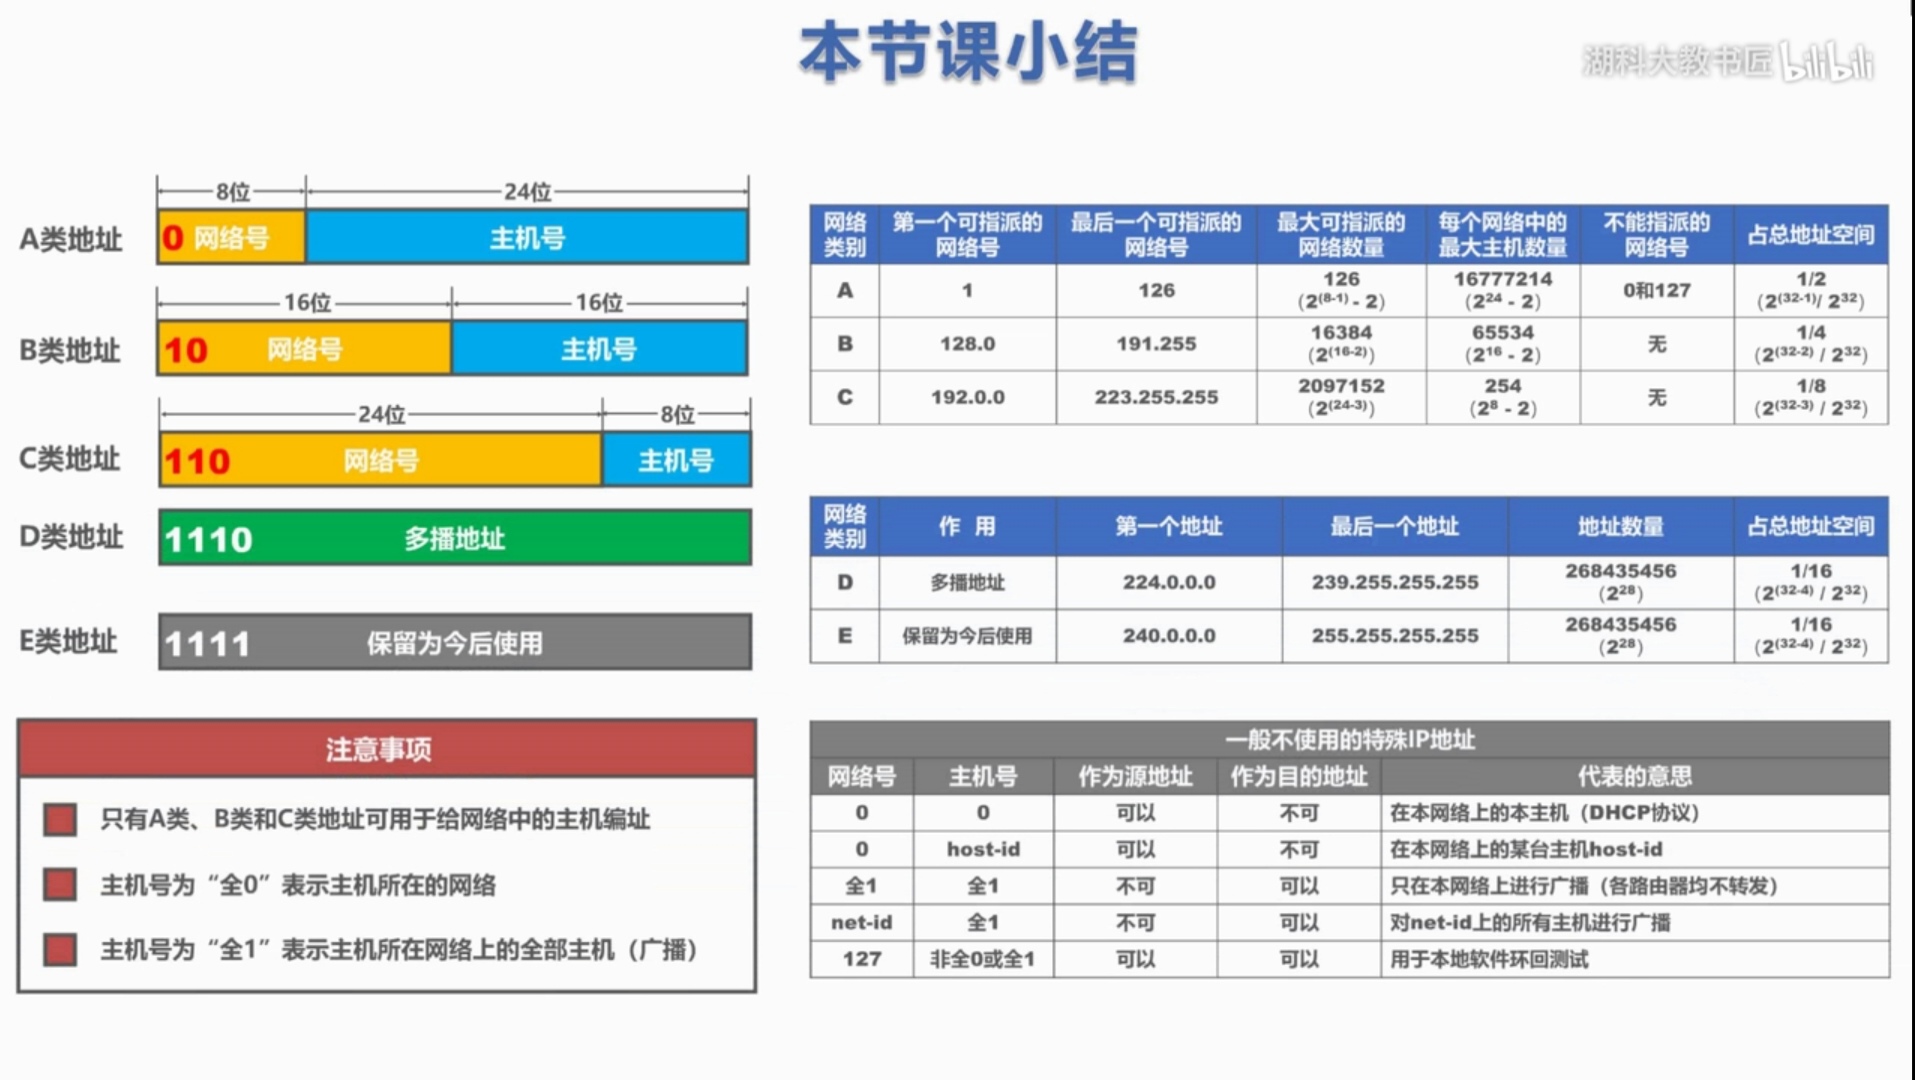 本节课小结
湖科大教书匠 bilibili
8位 24位
A类地址 0 网络号 主机号
16位 16位
B类地址 10 网络号 主机号
24位 8位
C类地址 110 网络号 主机号
D类地址 1110 多播地址
E类地址 1111 保留为今后使用
注意事项
只有A类、B类和C类地址可用于给网络中的主机编址
主机号为“全0”表示主机所在的网络
主机号为“全1”表示主机所在网络上的全部主机（广播）
网络类别 第一个可指派的网络号 最后一个可指派的网络号 最大可指派的网络数量 每个网络中的最大主机数量 不能指派的网络号 占总地址空间
A 1 126 126 （2^(8-1) - 2） 16777214 （2^24 - 2） 0和127 1/2 （2^(32-1)/ 2^32）
B 128.0 191.255 16384 （2^(16-2)） 65534 （2^16 - 2） 无 1/4 （2^(32-2) / 2^32）
C 192.0.0 223.255.255 2097152 （2^(24-3)） 254 （2^8 - 2） 无 1/8 （2^(32-3) / 2^32）
网络类别 作 用 第一个地址 最后一个地址 地址数量 占总地址空间
D 多播地址 224.0.0.0 239.255.255.255 268435456 （2^28） 1/16 （2^(32-4) / 2^32）
E 保留为今后使用 240.0.0.0 255.255.255.255 268435456 （2^28） 1/16 （2^(32-4) / 2^32）
一般不使用的特殊IP地址
网络号 主机号 作为源地址 作为目的地址 代表的意思
0 0 可以 不可 在本网络上的本主机（DHCP协议）
0 host-id 可以 不可 在本网络上的某台主机host-id
全1 全1 不可 可以 只在本网络上进行广播（各路由器均不转发）
net-id 全1 不可 可以 对net-id上的所有主机进行广播
127 非全0或全1 可以 可以 用于本地软件环回测试